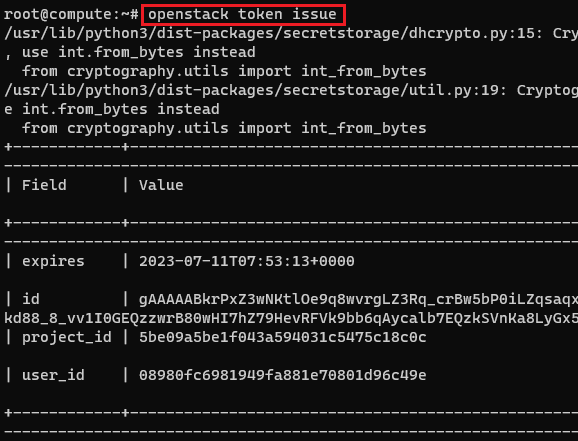 root@compute:~# openstack token issue
/usr/lib/python3/dist-packages/secretstorage/dhcrypto.py:15: Cry
, use int.from_bytes instead
  from cryptography.utils import int_from_bytes
/usr/lib/python3/dist-packages/secretstorage/util.py:19: Cryptog
e int.from_bytes instead
  from cryptography.utils import int_from_bytes
+------------+--------------------------------------------------
----------------------------------------------------------------
| Field      | Value
+------------+--------------------------------------------------
----------------------------------------------------------------
| expires    | 2023-07-11T07:53:13+0000
| id         | gAAAAABkrPxZ3wNKtlOe9q8wvrgLZ3Rq_crBw5bP0iLZqsaqx
kd88_8_vv1I0GEQzzwrB80wHI7hZ79HevRFVk9bb6qAycalb7EQzkSVnKa8LyGx5
| project_id | 5be09a5be1f043a594031c5475c18c0c
| user_id    | 08980fc6981949fa881e70801d96c49e
+------------+--------------------------------------------------
----------------------------------------------------------------